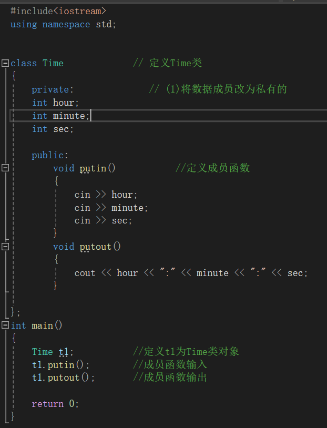 #include<iostream>
using namespace std;
class Time // 定义Time类
{
private: // (1)将数据成员改为私有的
int hour;
int minute;
int sec;
public:
void putin() //定义成员函数
{
cin >> hour;
cin >> minute;
cin >> sec;
}
void putout()
{
cout << hour << ":" << minute << ":" << sec;
}
};
int main()
{
Time t1; //定义t1为Time类对象
t1.putin(); //成员函数输入
t1.putout(); //成员函数输出
return 0;
}